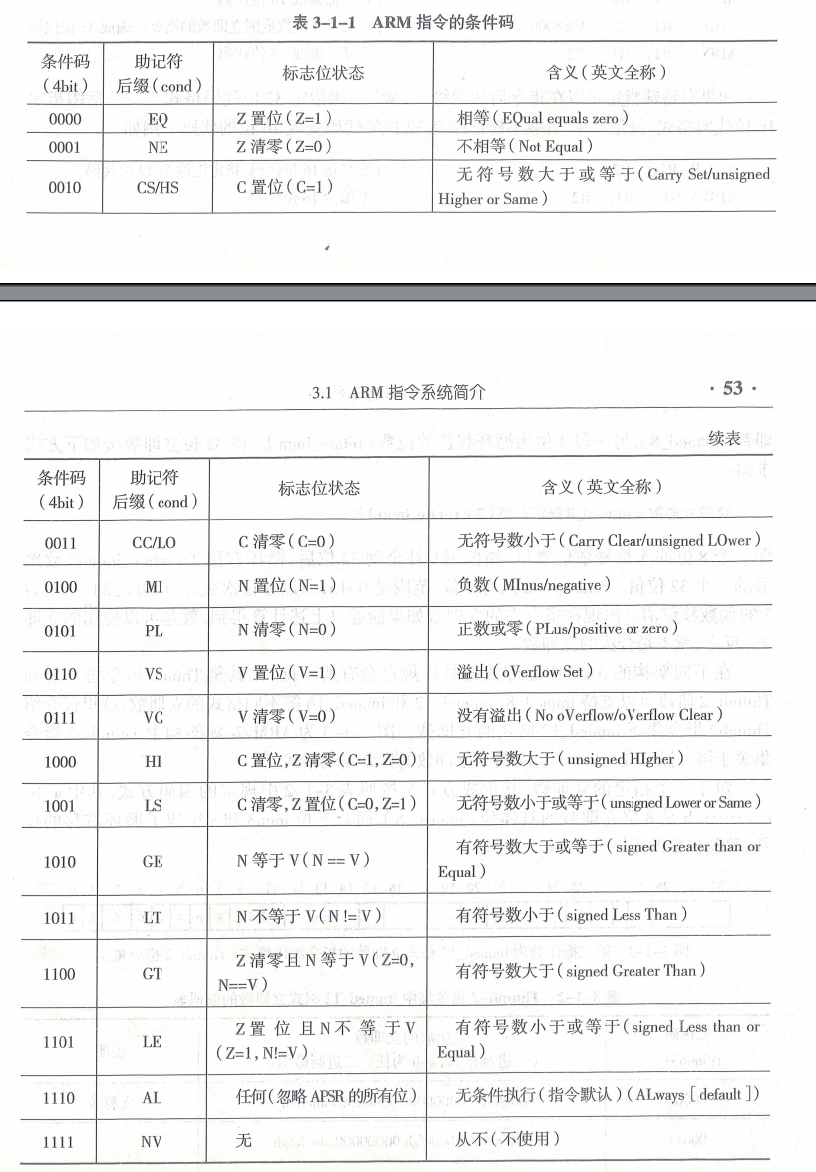 表 3-1-1 ARM 指令的条件码
条件码 助记符 标志位状态 含义(英文全称)
(4bit) 后缀(cond)
0000 EQ Z 置位(Z=1) 相等(EQual equals zero)
0001 NE Z 清零(Z=0) 不相等(Not Equal)
0010 CS/HS C 置位(C=1) 无符号数大于或等于(Carry Set/unsigned
Higher or Same)
3.1 ARM 指令系统简介 · 53 ·
续表
条件码 助记符 标志位状态 含义(英文全称)
(4bit) 后缀(cond)
0011 CC/LO C 清零(C=0) 无符号数小于(Carry Clear/unsigned LOwer)
0100 MI N 置位(N=1) 负数(MInus/negative)
0101 PL N 清零(N=0) 正数或零(PLus/positive or zero)
0110 VS V 置位(V=1) 溢出(oVerflow Set)
0111 VC V 清零(V=0) 没有溢出(No oVerflow/oVerflow Clear)
1000 HI C 置位,Z 清零(C=1,Z=0) 无符号数大于(unsigned HIgher)
1001 LS C 清零,Z 置位(C=0,Z=1) 无符号数小于或等于(unsigned Lower or Same)
1010 GE N 等于 V(N == V) 有符号数大于或等于(signed Greater than or
Equal)
1011 LT N 不等于 V(N != V) 有符号数小于(signed Less Than)
1100 GT Z 清零且 N 等于 V(Z=0, 有符号数大于(signed Greater Than)
N==V)
1101 LE Z 置位且 N 不等于 V 有符号数小于或等于(signed Less than or
(Z=1,N!=V) Equal)
1110 AL 任何(忽略 APSR 的所有位) 无条件执行(指令默认)(ALways [default])
1111 NV 无 从不(不使用)